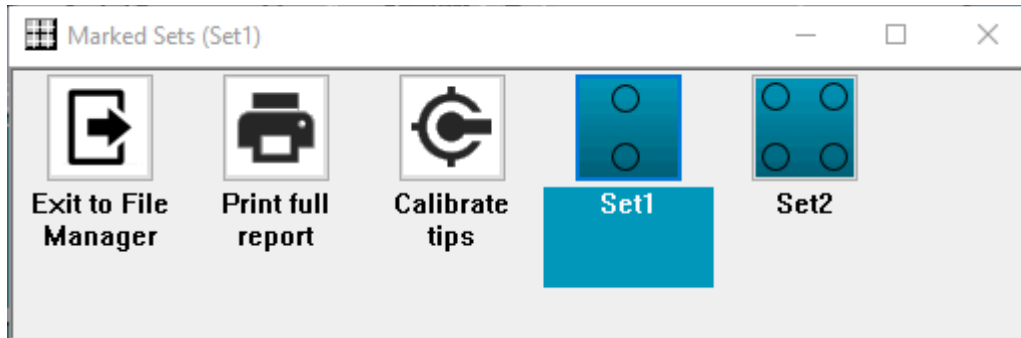 Marked Sets (Set1)
Exit to File
Manager
Print full
report
Calibrate
tips
Set1
Set2